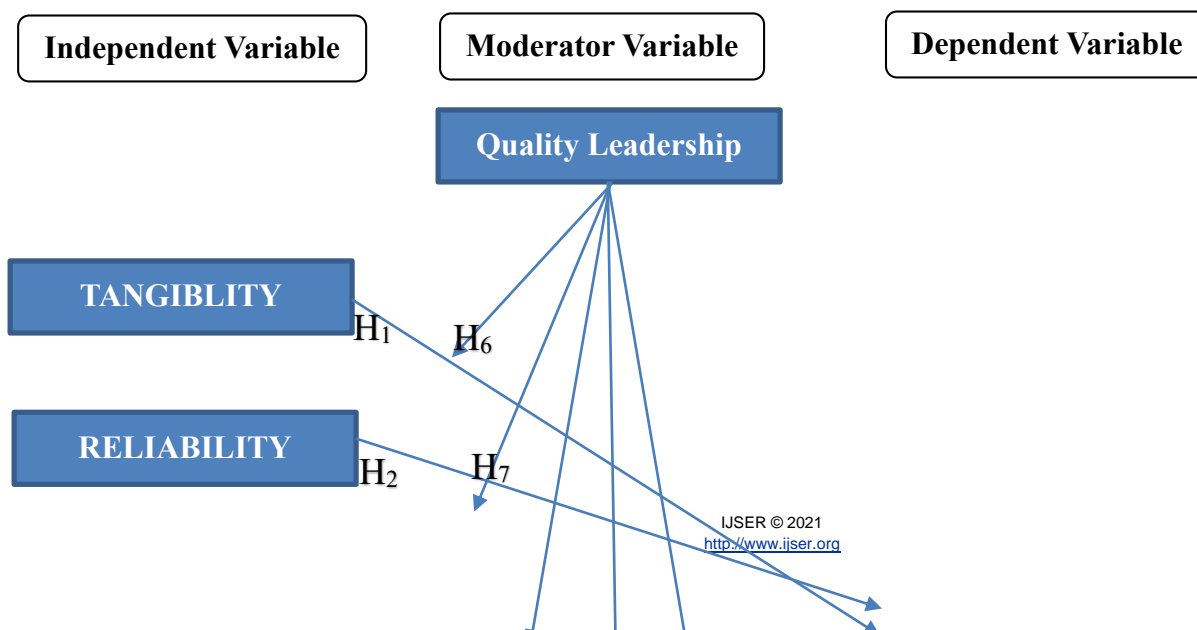 Independent Variable
Moderator Variable
Dependent Variable
Quality Leadership
TANGIBLITY
H₁
H₆
RELIABILITY
H₂
H₇
IJSER © 2021
http://www.ijser.org